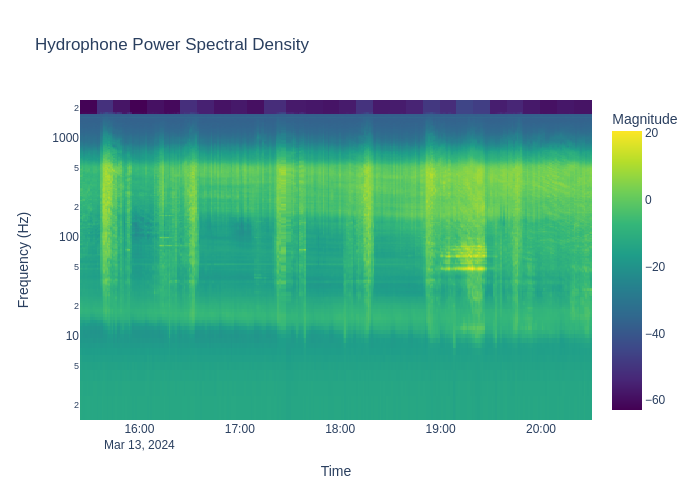 Hydrophone Power Spectral Density
Magnitude
2
1000
5
2
100
5
2
10
5
2
Frequency (Hz)
20
0
−20
−40
−60
16:00 17:00 18:00 19:00 20:00
Mar 13, 2024
Time